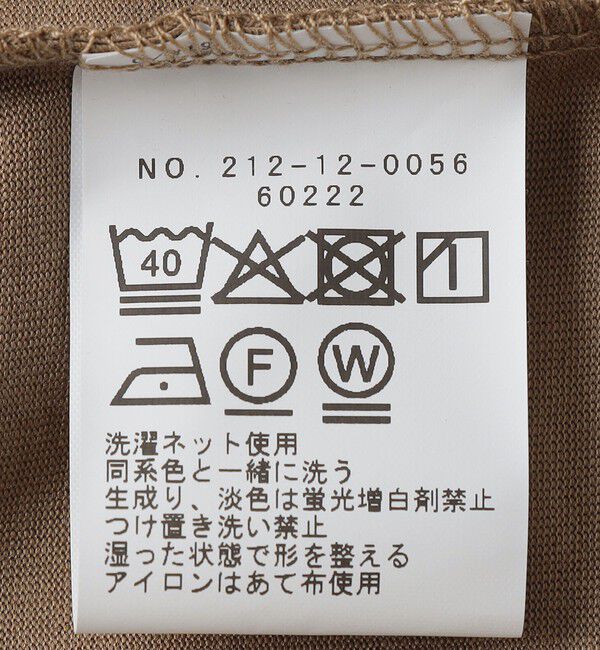 NO. 212-12-0056
60222
40
F W
洗濯ネット使用
同系色と一緒に洗う
生成り、淡色は蛍光増白剤禁止
つけ置き洗い禁止
湿った状態で形を整える
アイロンはあて布使用